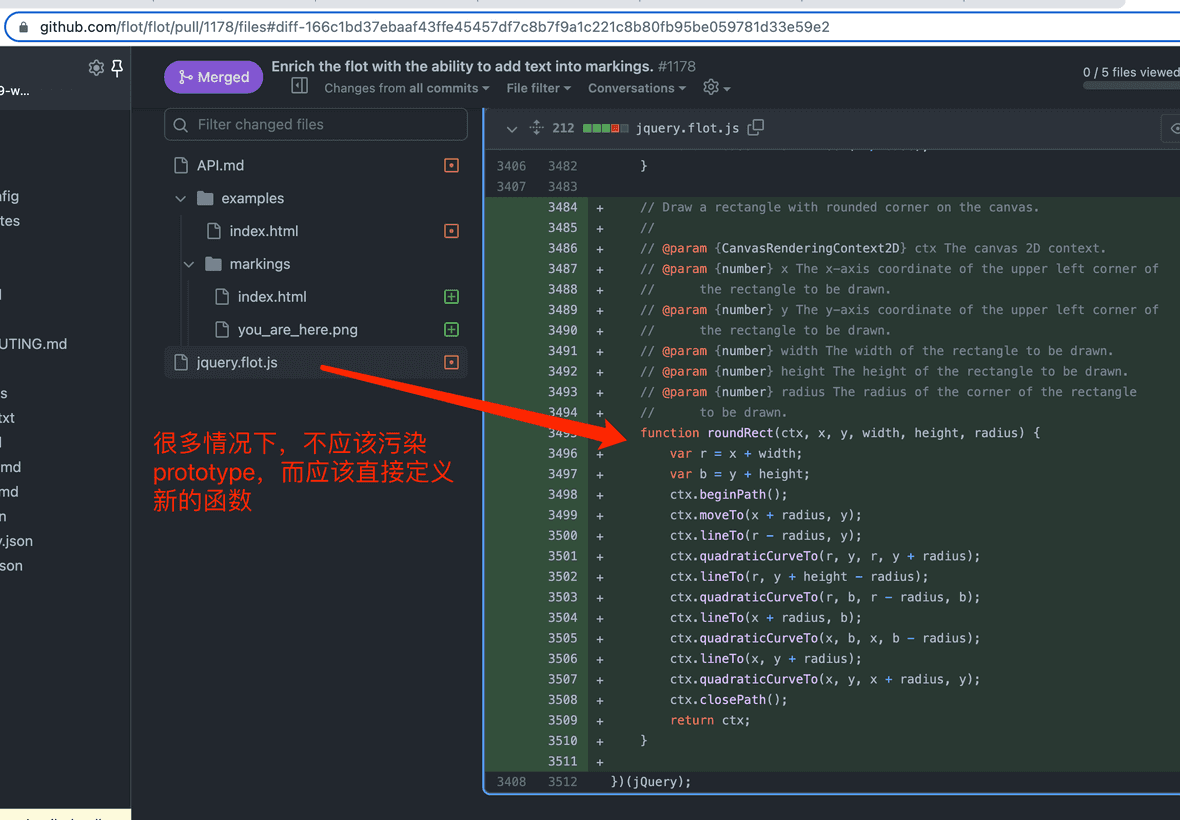 github.com/flot/flot/pull/1178/files#diff-166c1bd37ebaaf43ffe45457df7c8b7f9a1c221c8b80fb95be059781d33e59e2
9-w...
nfig
tes
UTING.md
s
txt
md
md
n
y.json
son
Merged
Enrich the flot with the ability to add text into markings. #1178
Changes from all commits
File filter
Conversations
0 / 5 files viewed
Filter changed files
API.md
examples
index.html
markings
index.html
you_are_here.png
jquery.flot.js
很多情况下，不应该污染
prototype，而应该直接定义
新的函数
212 jquery.flot.js
3406 3482 }
3407 3483
3484 + // Draw a rectangle with rounded corner on the canvas.
3485 + //
3486 + // @param {CanvasRenderingContext2D} ctx The canvas 2D context.
3487 + // @param {number} x The x-axis coordinate of the upper left corner of
3488 + // the rectangle to be drawn.
3489 + // @param {number} y The y-axis coordinate of the upper left corner of
3490 + // the rectangle to be drawn.
3491 + // @param {number} width The width of the rectangle to be drawn.
3492 + // @param {number} height The height of the rectangle to be drawn.
3493 + // @param {number} radius The radius of the corner of the rectangle
3494 + // to be drawn.
3495 function roundRect(ctx, x, y, width, height, radius) {
3496 + var r = x + width;
3497 + var b = y + height;
3498 + ctx.beginPath();
3499 + ctx.moveTo(x + radius, y);
3500 + ctx.lineTo(r - radius, y);
3501 + ctx.quadraticCurveTo(r, y, r, y + radius);
3502 + ctx.lineTo(r, y + height - radius);
3503 + ctx.quadraticCurveTo(r, b, r - radius, b);
3504 + ctx.lineTo(x + radius, b);
3505 + ctx.quadraticCurveTo(x, b, x, b - radius);
3506 + ctx.lineTo(x, y + radius);
3507 + ctx.quadraticCurveTo(x, y, x + radius, y);
3508 + ctx.closePath();
3509 + return ctx;
3510 + }
3511 +
3408 3512 })(jQuery);